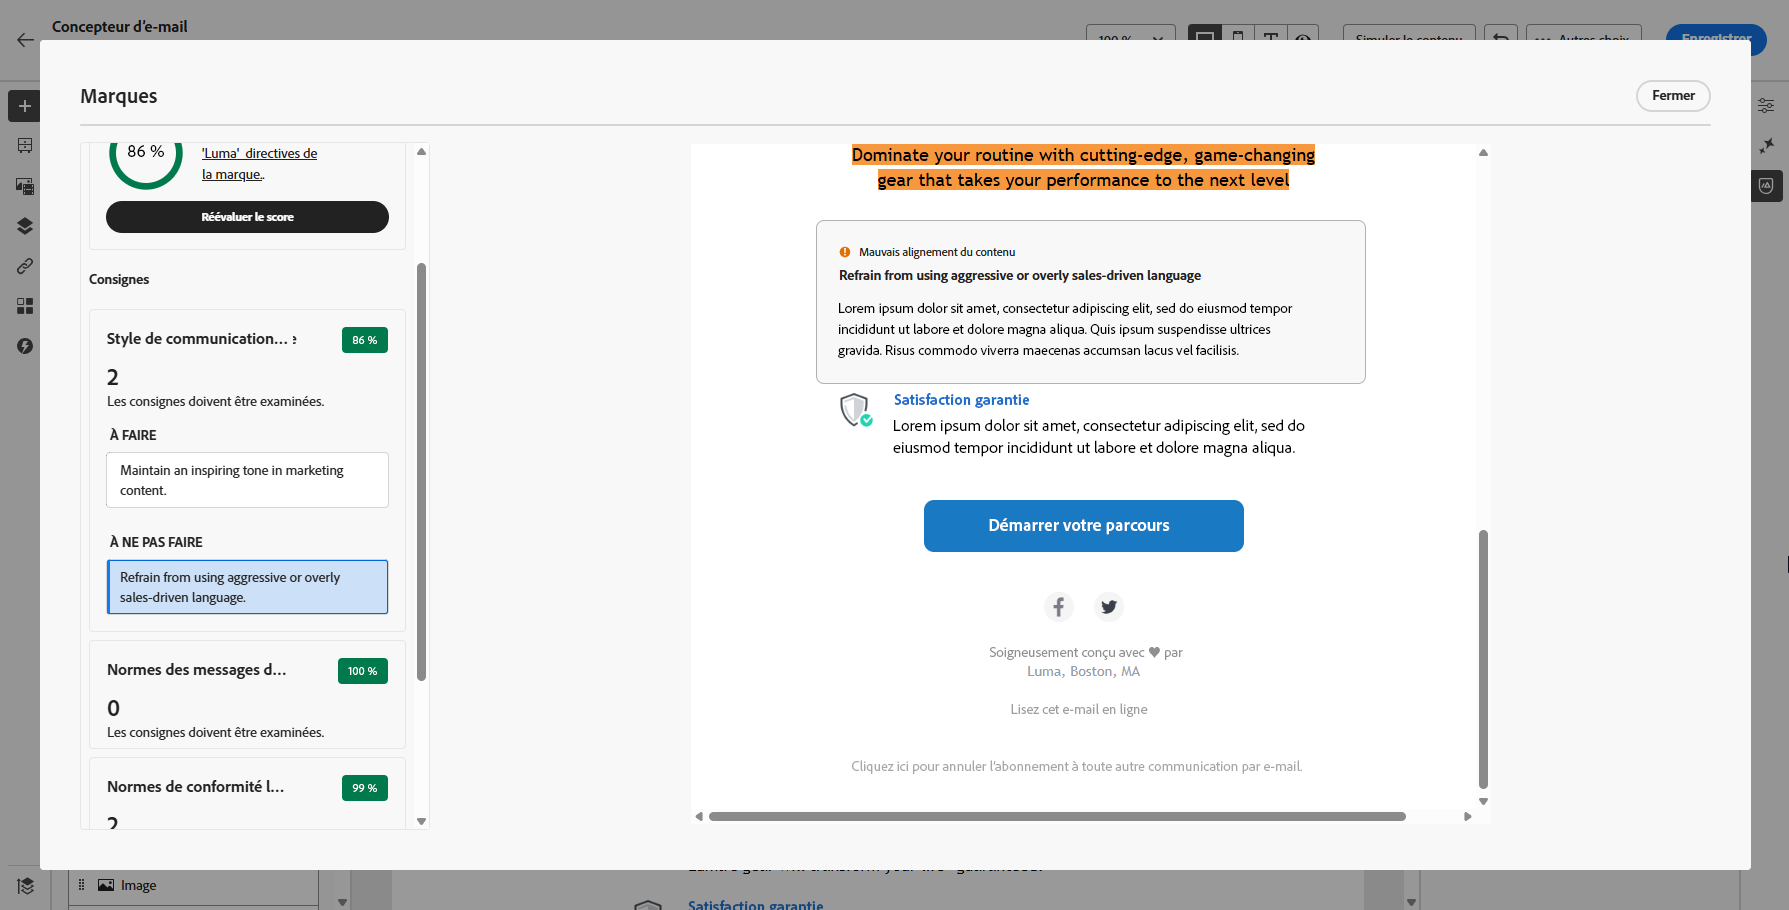 Concepteur d'e-mail
100 %
Simuler le contenu
Autres choix
Enregistrer
Marques
Fermer
86 %
'Luma' directives de
la marque..
Réévaluer le score
Consignes
Style de communication... e
86 %
2
Les consignes doivent être examinées.
À FAIRE
Maintain an inspiring tone in marketing
content.
À NE PAS FAIRE
Refrain from using aggressive or overly
sales-driven language.
Normes des messages d...
100 %
0
Les consignes doivent être examinées.
Normes de conformité l...
99 %
2
Dominate your routine with cutting-edge, game-changing
gear that takes your performance to the next level
Mauvais alignement du contenu
Refrain from using aggressive or overly sales-driven language
Lorem ipsum dolor sit amet, consectetur adipiscing elit, sed do eiusmod tempor
incididunt ut labore et dolore magna aliqua. Quis ipsum suspendisse ultrices
gravida. Risus commodo viverra maecenas accumsan lacus vel facilisis.
Satisfaction garantie
Lorem ipsum dolor sit amet, consectetur adipiscing elit, sed do
eiusmod tempor incididunt ut labore et dolore magna aliqua.
Démarrer votre parcours
Soigneusement conçu avec ♥ par
Luma, Boston, MA
Lisez cet e-mail en ligne
Cliquez ici pour annuler l'abonnement à toute autre communication par e-mail.
Image
Satisfaction garantie